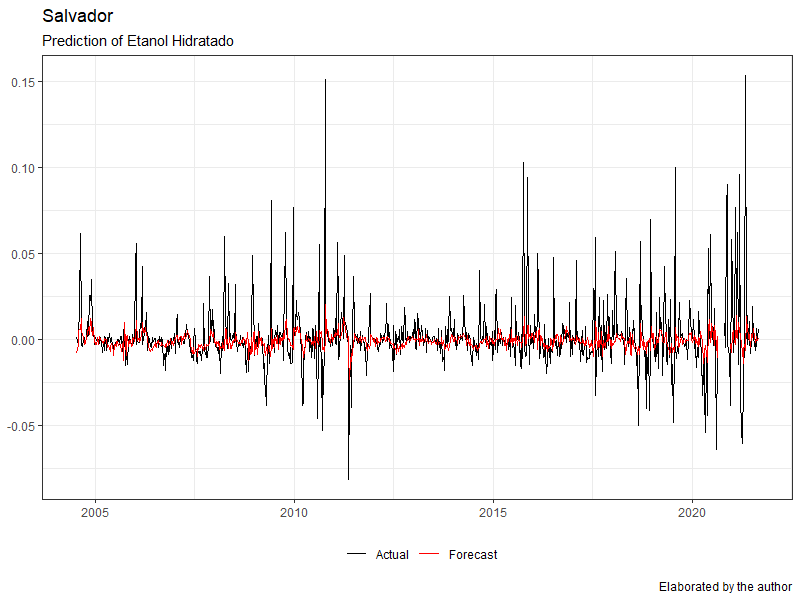 Salvador
Prediction of Etanol Hidratado
0.15
0.10
0.05
0.00
-0.05
2005 2010 2015 2020
Actual Forecast
Elaborated by the author